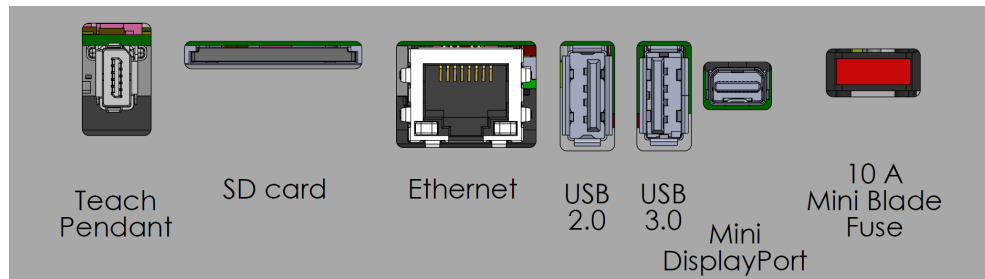 Teach
Pendant
SD card
Ethernet
USB
2.0
USB
3.0
Mini
DisplayPort
10 A
Mini Blade
Fuse